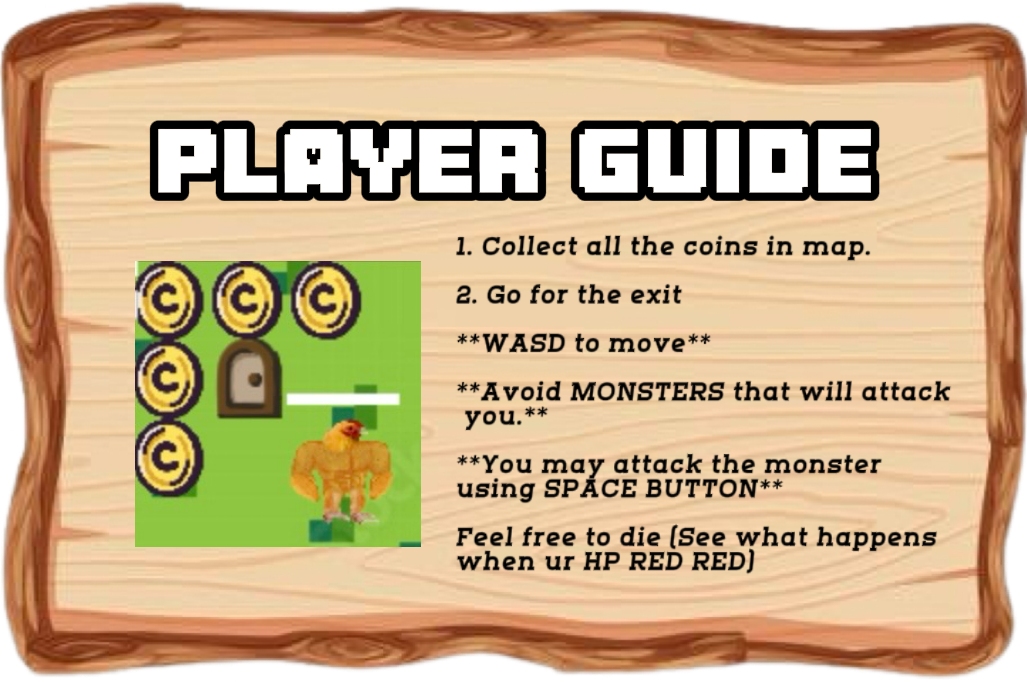 PLAYER GUIDE
1. Collect all the coins in map.
2. Go for the exit
**WASD to move**
**Avoid MONSTERS that will attack
you.**
**You may attack the monster
using SPACE BUTTON**
Feel free to die (See what happens
when ur HP RED RED)
C C C
C
C